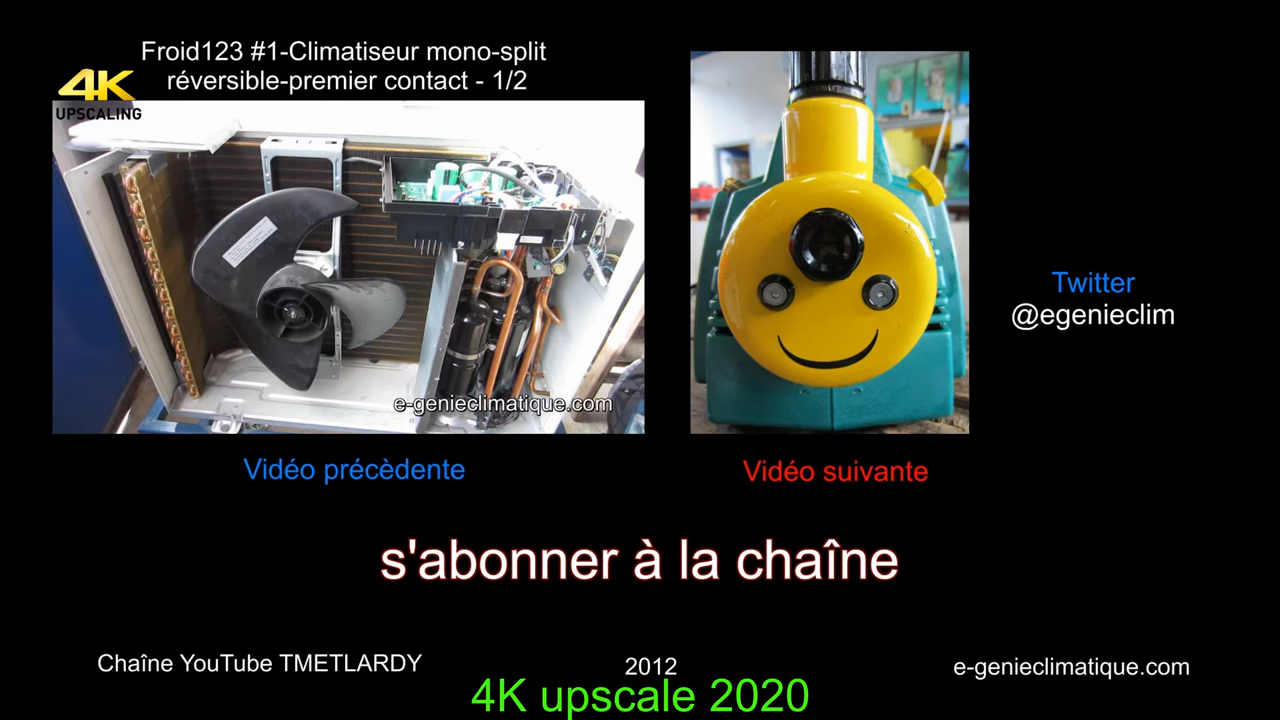 Froid123 #1-Climatiseur mono-split
réversible-premier contact - 1/2
4K
UPSCALING
e-genieclimatique.com
Vidéo précèdente
Vidéo suivante
Twitter
@egenieclim
s'abonner à la chaîne
Chaîne YouTube TMETLARDY
2012
e-genieclimatique.com
4K upscale 2020